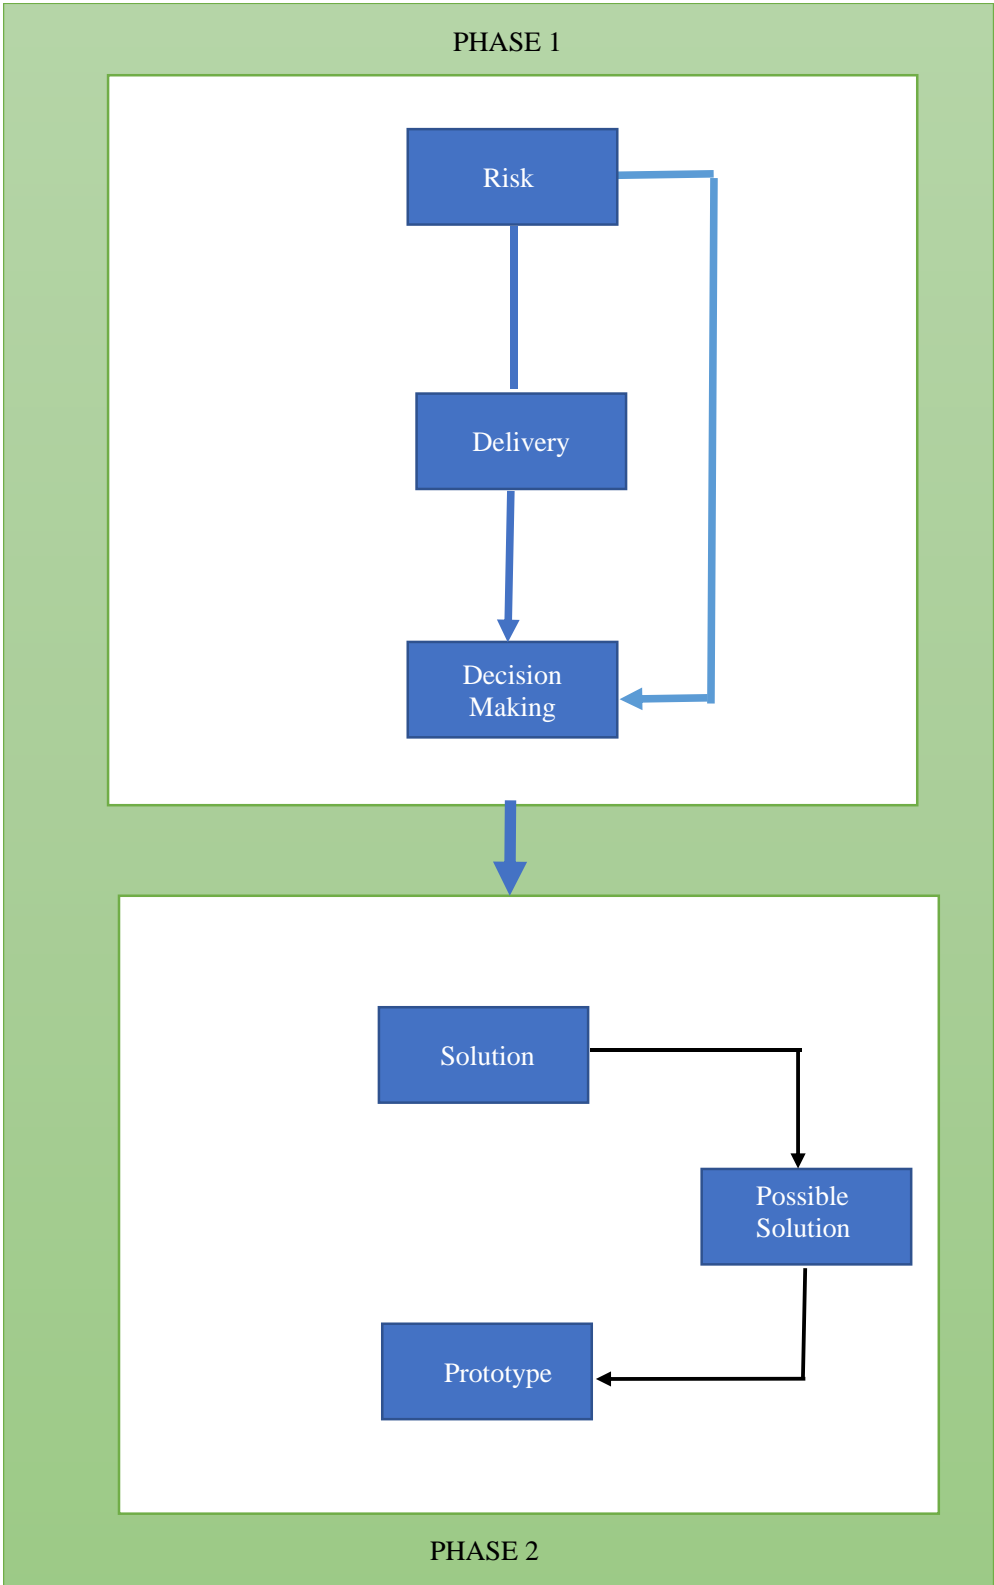 PHASE 1
Risk
Delivery
Decision
Making
Solution
Possible
Solution
Prototype
PHASE 2